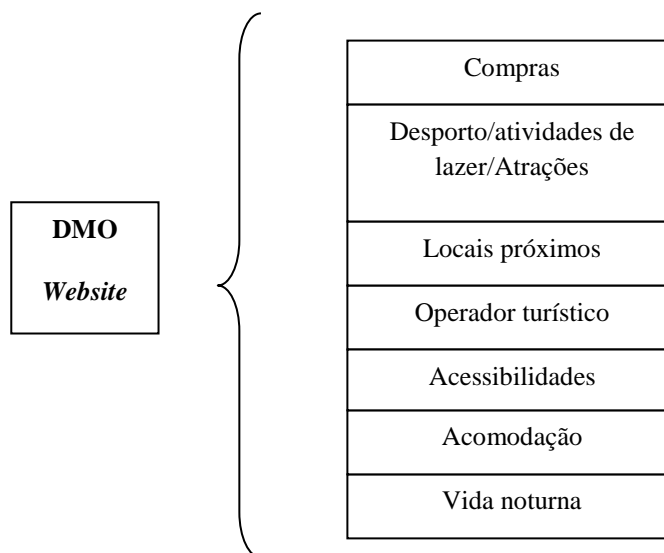 Compras
Desporto/atividades de
lazer/Atrações
DMO
Website
Locais próximos
Operador turístico
Acessibilidades
Acomodação
Vida noturna